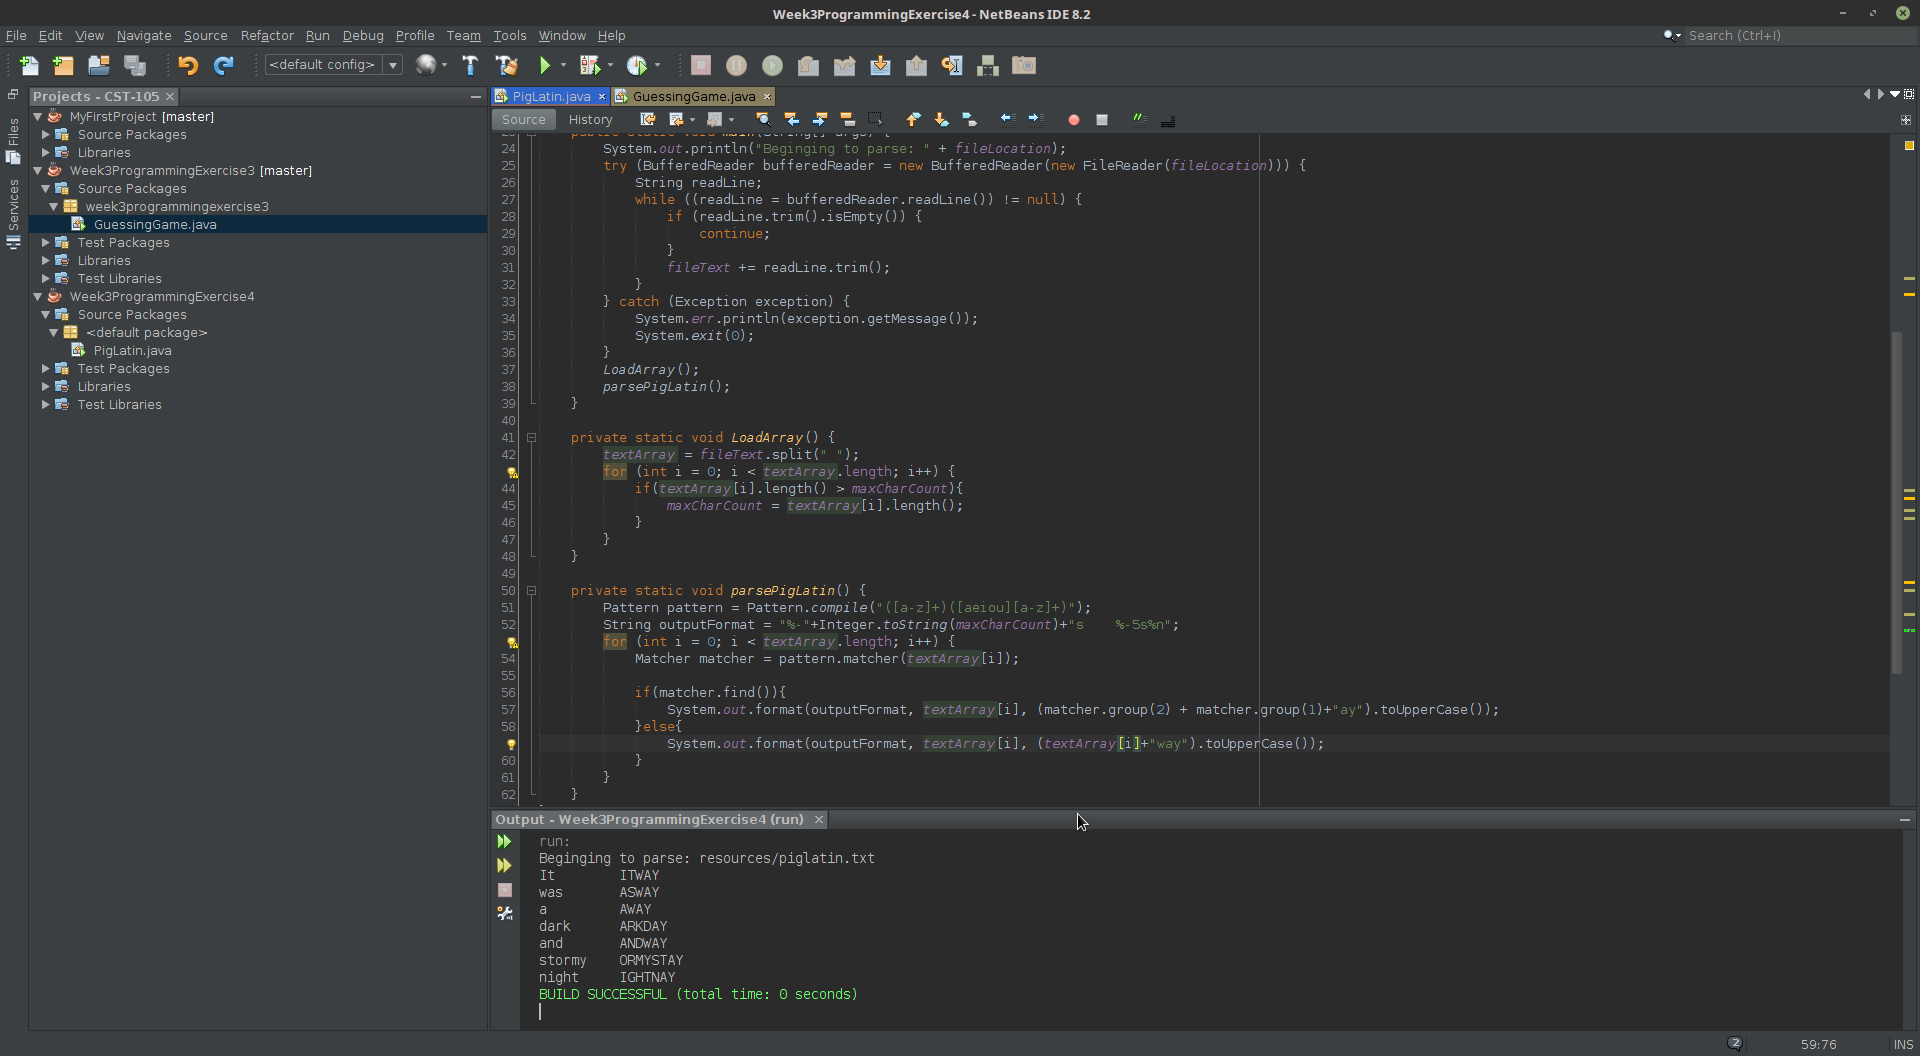 Week3ProgrammingExercise4 - NetBeans IDE 8.2
File Edit View Navigate Source Refactor Run Debug Profile Team Tools Window Help
Search (Ctrl+I)
<default config>
Projects - CST-105
Files
Services
MyFirstProject [master]
Source Packages
Libraries
Week3ProgrammingExercise3 [master]
Source Packages
week3programmingexercise3
GuessingGame.java
Test Packages
Libraries
Test Libraries
Week3ProgrammingExercise4
Source Packages
<default package>
PigLatin.java
Test Packages
Libraries
Test Libraries
PigLatin.java GuessingGame.java
Source History
23 public static void main(String[] args) {
24 System.out.println("Beginging to parse: " + fileLocation);
25 try (BufferedReader bufferedReader = new BufferedReader(new FileReader(fileLocation))) {
26 String readLine;
27 while ((readLine = bufferedReader.readLine()) != null) {
28 if (readLine.trim().isEmpty()) {
29 continue;
30 }
31 fileText += readLine.trim();
32 }
33 } catch (Exception exception) {
34 System.err.println(exception.getMessage());
35 System.exit(0);
36 }
37 LoadArray();
38 parsePigLatin();
39 }
40
41 private static void LoadArray() {
42 textArray = fileText.split(" ");
for (int i = 0; i < textArray.length; i++) {
44 if(textArray[i].length() > maxCharCount){
45 maxCharCount = textArray[i].length();
46 }
47 }
48 }
49
50 private static void parsePigLatin() {
51 Pattern pattern = Pattern.compile("([a-z]+)([aeiou][a-z]+)");
52 String outputFormat = "%-"+Integer.toString(maxCharCount)+"s    %-5s%n";
for (int i = 0; i < textArray.length; i++) {
54 Matcher matcher = pattern.matcher(textArray[i]);
55
56 if(matcher.find()){
57 System.out.format(outputFormat, textArray[i], (matcher.group(2) + matcher.group(1)+"ay").toUpperCase());
58 }else{
System.out.format(outputFormat, textArray[i], (textArray[i]+"way").toUpperCase());
60 }
61 }
62 }
Output - Week3ProgrammingExercise4 (run)
run:
Beginging to parse: resources/piglatin.txt
It ITWAY
was ASWAY
a AWAY
dark ARKDAY
and ANDWAY
stormy ORMYSTAY
night IGHTNAY
BUILD SUCCESSFUL (total time: 0 seconds)
2 59:76 INS